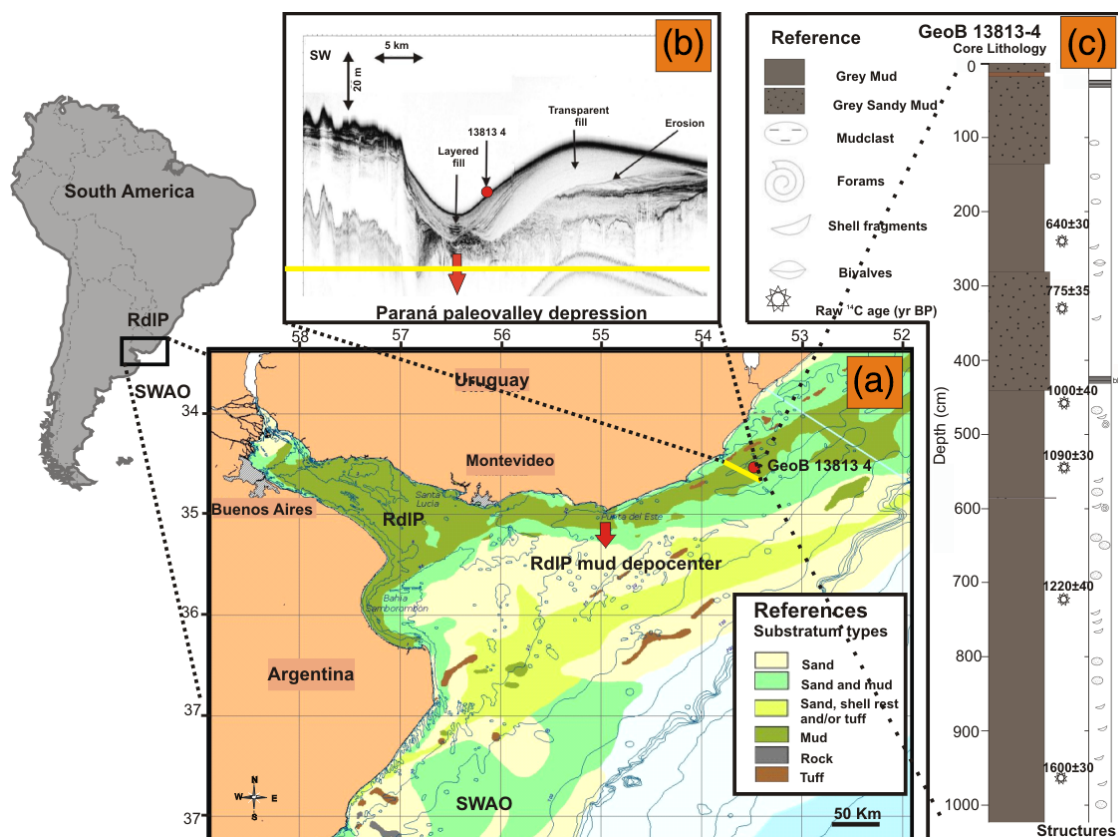 South America
RdIP
SWAO
(b)
SW
5 km
20 m
13813 4
Layered
fill
Transparent
fill
Erosion
Paraná paleovalley depression
(c)
GeoB 13813-4
Core Lithology
Reference
Grey Mud
Grey Sandy Mud
Mudclast
Forams
Shell fragments
Biyalves
Raw ¹⁴C age (yr BP)
Depth (cm)
0
100
200
300
400
500
600
700
800
900
1000
640±30
775±35
1000±40
1090±30
1220±40
1600±30
Structures
(a)
58
57
56
55
54
53
52
34
35
36
37
37
Uruguay
Montevideo
Buenos Aires
Santa
Lucia
RdIP
Punta del Este
GeoB 13813 4
RdIP mud depocenter
Bahia
Samborombón
Argentina
SWAO
N
W
E
S
References
Substratum types
Sand
Sand and mud
Sand, shell rest
and/or tuff
Mud
Rock
Tuff
50 Km